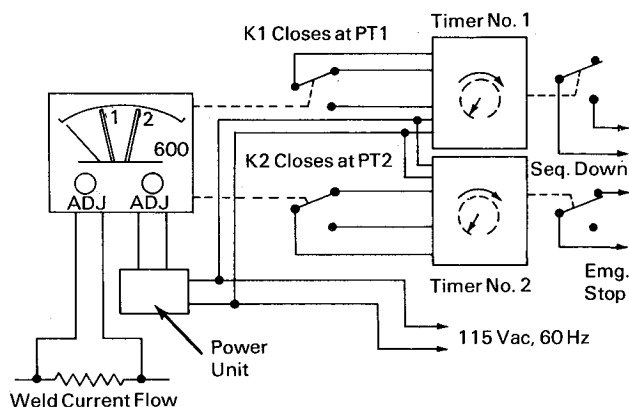 Timer No. 1
K1 Closes at PT1
1 2
600
ADJ ADJ
K2 Closes at PT2
Seq. Down
Timer No. 2
Emg.
Stop
115 Vac, 60 Hz
Power
Unit
Weld Current Flow